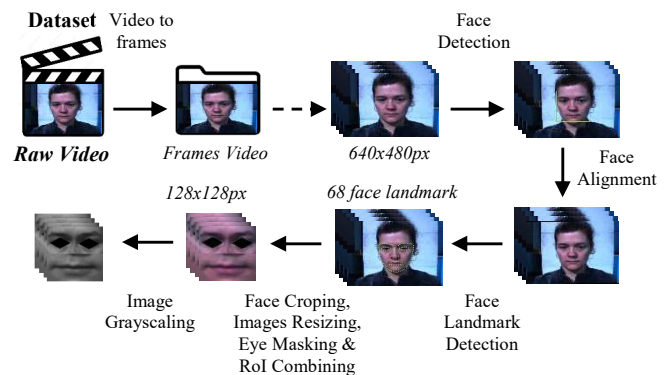 Dataset
Video to
frames
Face
Detection
Raw Video
Frames Video
640x480px
Face
Alignment
128x128px
68 face landmark
Image
Grayscaling
Face Croping,
Images Resizing,
Eye Masking &
RoI Combining
Face
Landmark
Detection